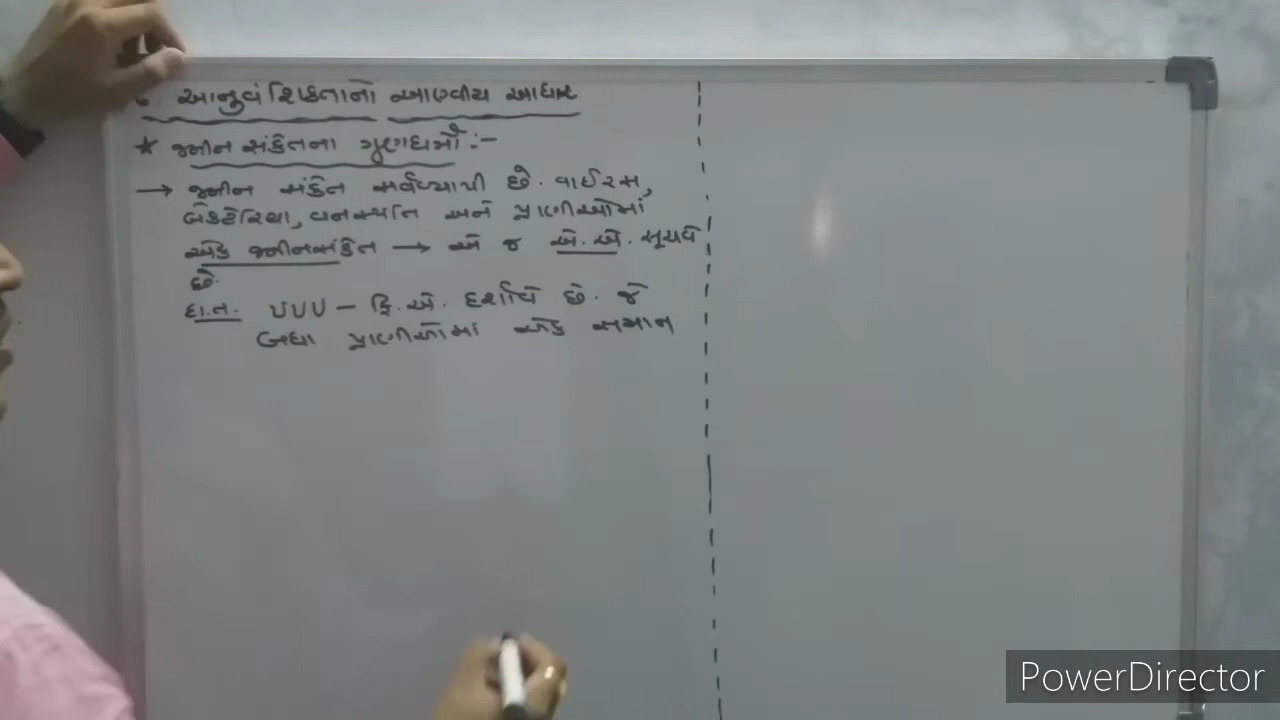 6 આનુવંશિકતાનો આણ્વીય આધાર
* જનીન સંકેતના ગુણધર્મો :-
→ જનીન સંકેત સર્વવ્યાપી છે. વાઈરસ,
બેક્ટેરિયા, વનસ્પતિ અને પ્રાણીઓમાં
એક જનીનસંકેત → એ જ એ.એ. સૂચવે
છે.
દા.ત. UUU – ફિ.એ. દર્શાવે છે. જે
બધા પ્રાણીઓમાં એક સમાન
PowerDirector